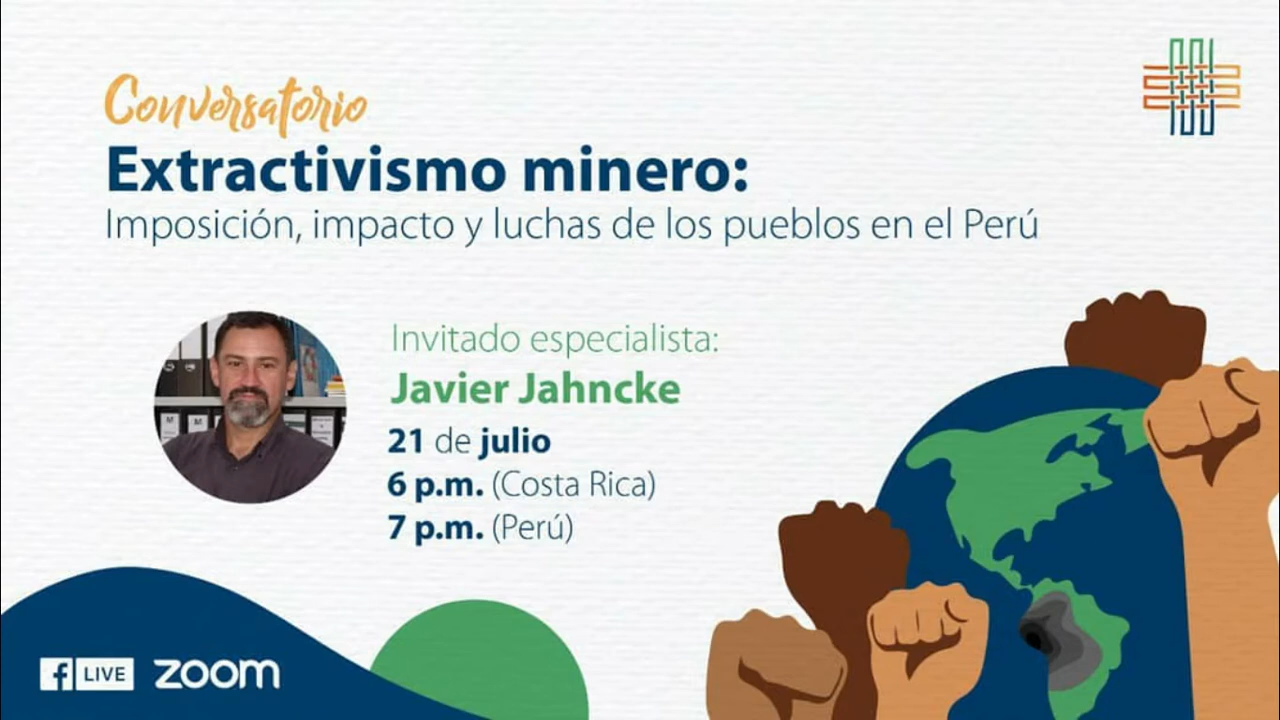 Conversatorio
Extractivismo minero:
Imposición, impacto y luchas de los pueblos en el Perú
Invitado especialista:
Javier Jahncke
21 de julio
6 p.m. (Costa Rica)
7 p.m. (Perú)
f LIVE zoom